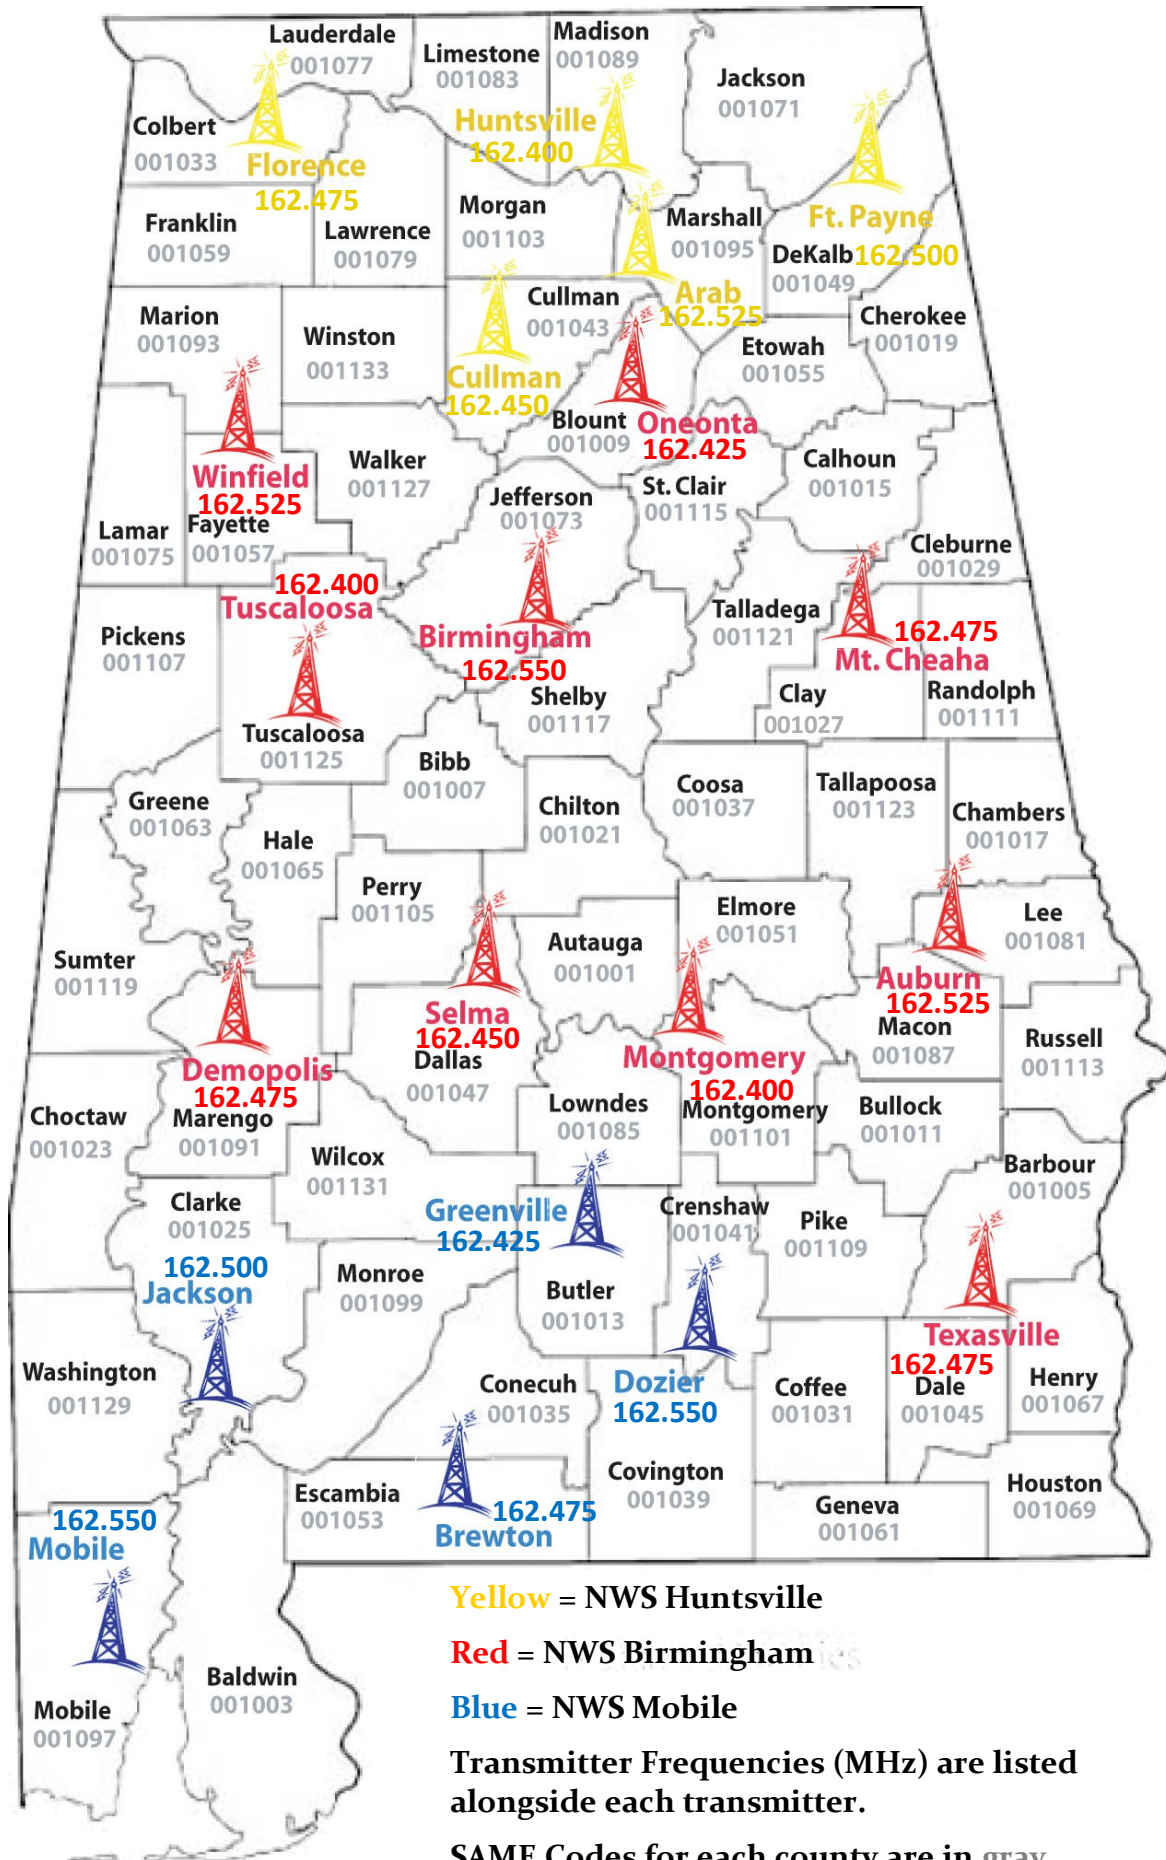 Lauderdale
001077
Limestone
001083
Madison
001089
Jackson
001071
Colbert
001033
Florence
162.475
Huntsville
162.400
Franklin
001059
Lawrence
001079
Morgan
001103
Marshall
001095
Ft. Payne
162.500
DeKalb
001049
Arab
162.525
Marion
001093
Winston
001133
Cullman
001043
Cullman
162.450
Etowah
001055
Cherokee
001019
Blount
001009
Oneonta
162.425
Winfield
162.525
Walker
001127
Jefferson
001073
St. Clair
001115
Calhoun
001015
Lamar
001075
Fayette
001057
Cleburne
001029
162.400
Tuscaloosa
Birmingham
162.550
Talladega
001121
162.475
Mt. Cheaha
Pickens
001107
Shelby
001117
Clay
001027
Randolph
001111
Tuscaloosa
001125
Bibb
001007
Coosa
001037
Tallapoosa
001123
Chambers
001017
Greene
001063
Chilton
001021
Hale
001065
Perry
001105
Elmore
001051
Lee
001081
Autauga
001001
Sumter
001119
Auburn
162.525
Selma
162.450
Dallas
001047
Macon
001087
Russell
001113
Demopolis
162.475
Marengo
001091
Montgomery
162.400
Montgomery
001101
Choctaw
001023
Lowndes
001085
Bullock
001011
Wilcox
001131
Barbour
001005
Clarke
001025
Greenville
162.425
Crenshaw
001041
Pike
001109
162.500
Jackson
Monroe
001099
Butler
001013
Texasville
162.475
Washington
001129
Conecuh
001035
Dozier
162.550
Coffee
001031
Dale
001045
Henry
001067
Escambia
001053
162.475
Brewton
Covington
001039
Geneva
001061
Houston
001069
162.550
Mobile
Mobile
001097
Baldwin
001003
Yellow = NWS Huntsville
Red = NWS Birmingham
Blue = NWS Mobile
Transmitter Frequencies (MHz) are listed
alongside each transmitter.
SAME Codes for each county are in gray